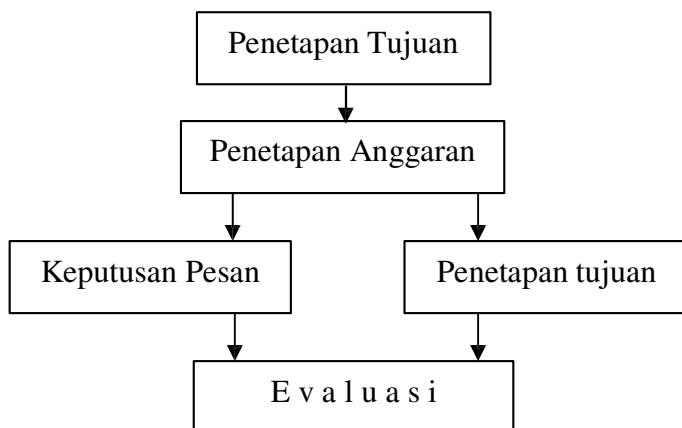 Penetapan Tujuan
Penetapan Anggaran
Keputusan Pesan
Penetapan tujuan
E v a l u a s i